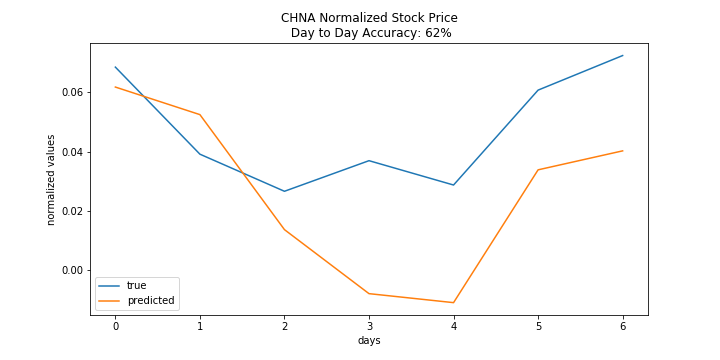 CHNA Normalized Stock Price
Day to Day Accuracy: 62%
normalized values
0.06
0.04
0.02
0.00
true
predicted
0 1 2 3 4 5 6
days